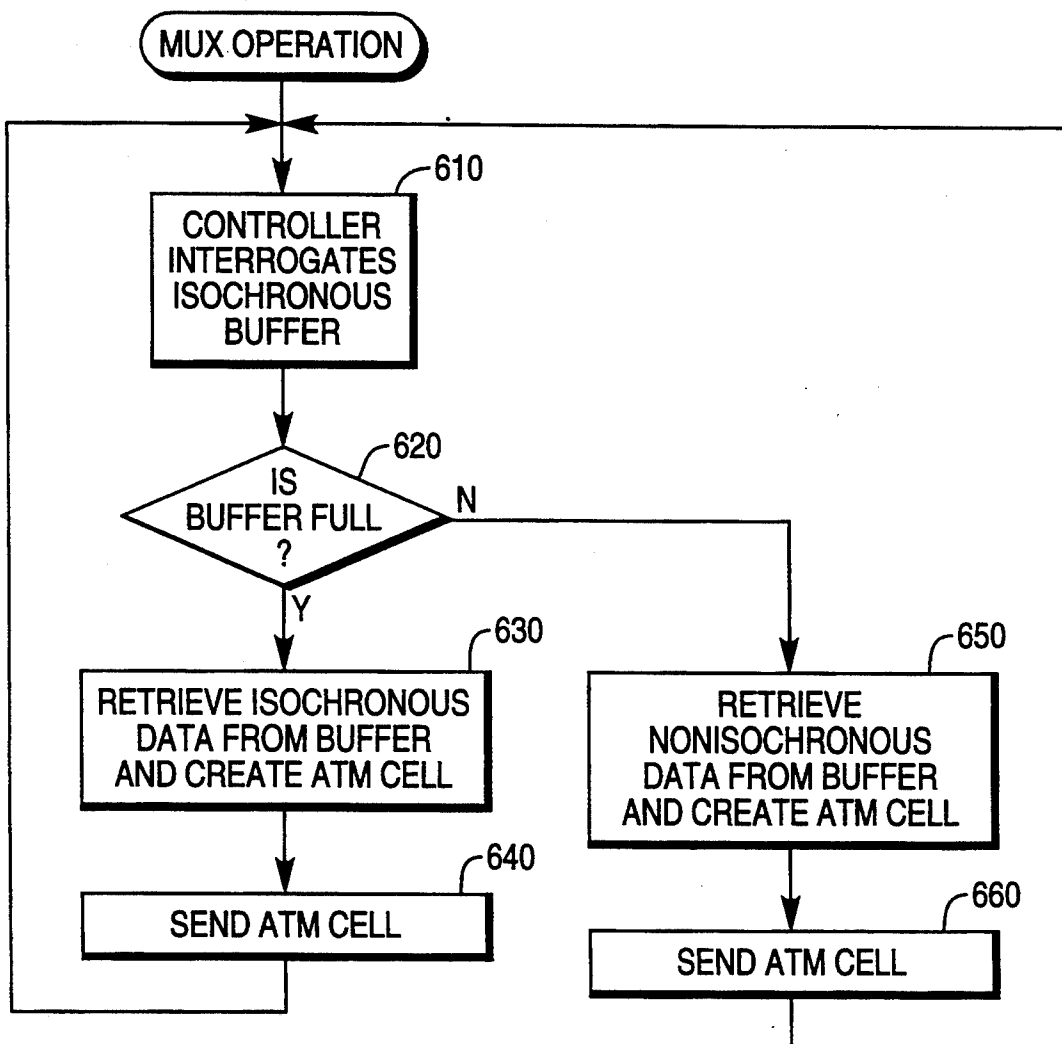 MUX OPERATION
610
CONTROLLER
INTERROGATES
ISOCHRONOUS
BUFFER
620
IS
BUFFER FULL
?
N
Y
630
RETRIEVE ISOCHRONOUS
DATA FROM BUFFER
AND CREATE ATM CELL
640
SEND ATM CELL
650
RETRIEVE
NONISOCHRONOUS
DATA FROM BUFFER
AND CREATE ATM CELL
660
SEND ATM CELL